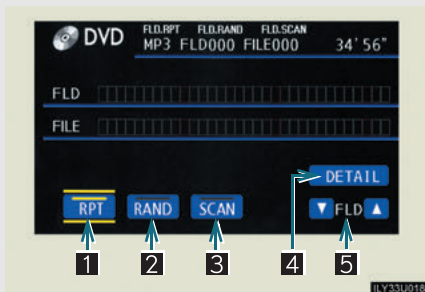 DVD FLD.RPT FLD.RAND FLD.SCAN
MP3 FLD000 FILE000 34'56"
FLD
FILE
DETAIL
RPT RAND SCAN ▼ FLD ▲
1 2 3 4 5
ILY33U018